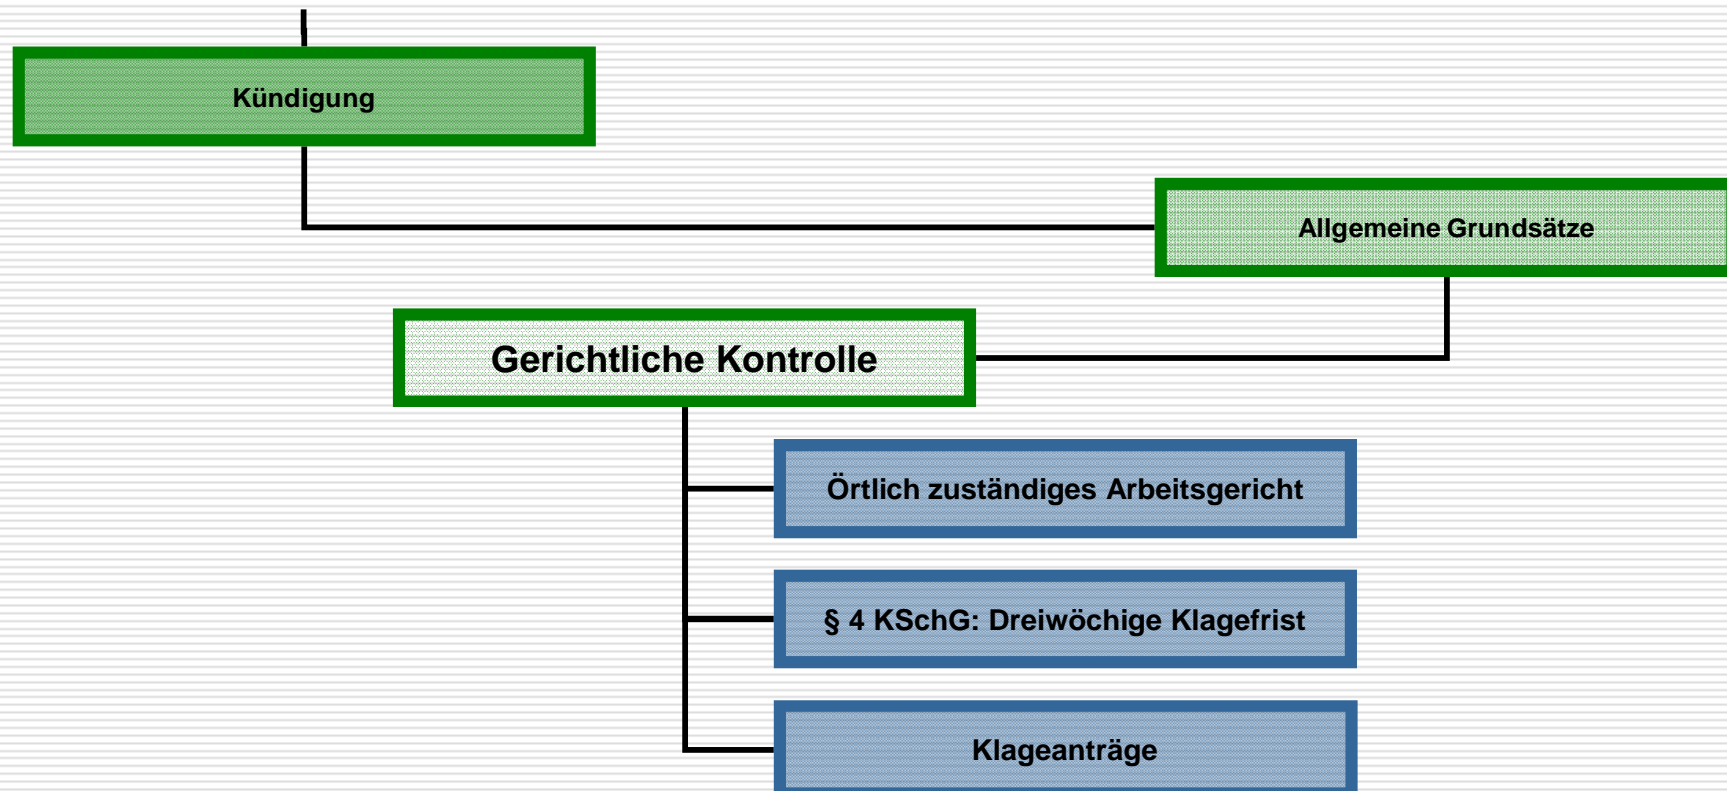 Kündigung
Allgemeine Grundsätze
Gerichtliche Kontrolle
Örtlich zuständiges Arbeitsgericht
§ 4 KSchG: Dreiwöchige Klagefrist
Klageanträge